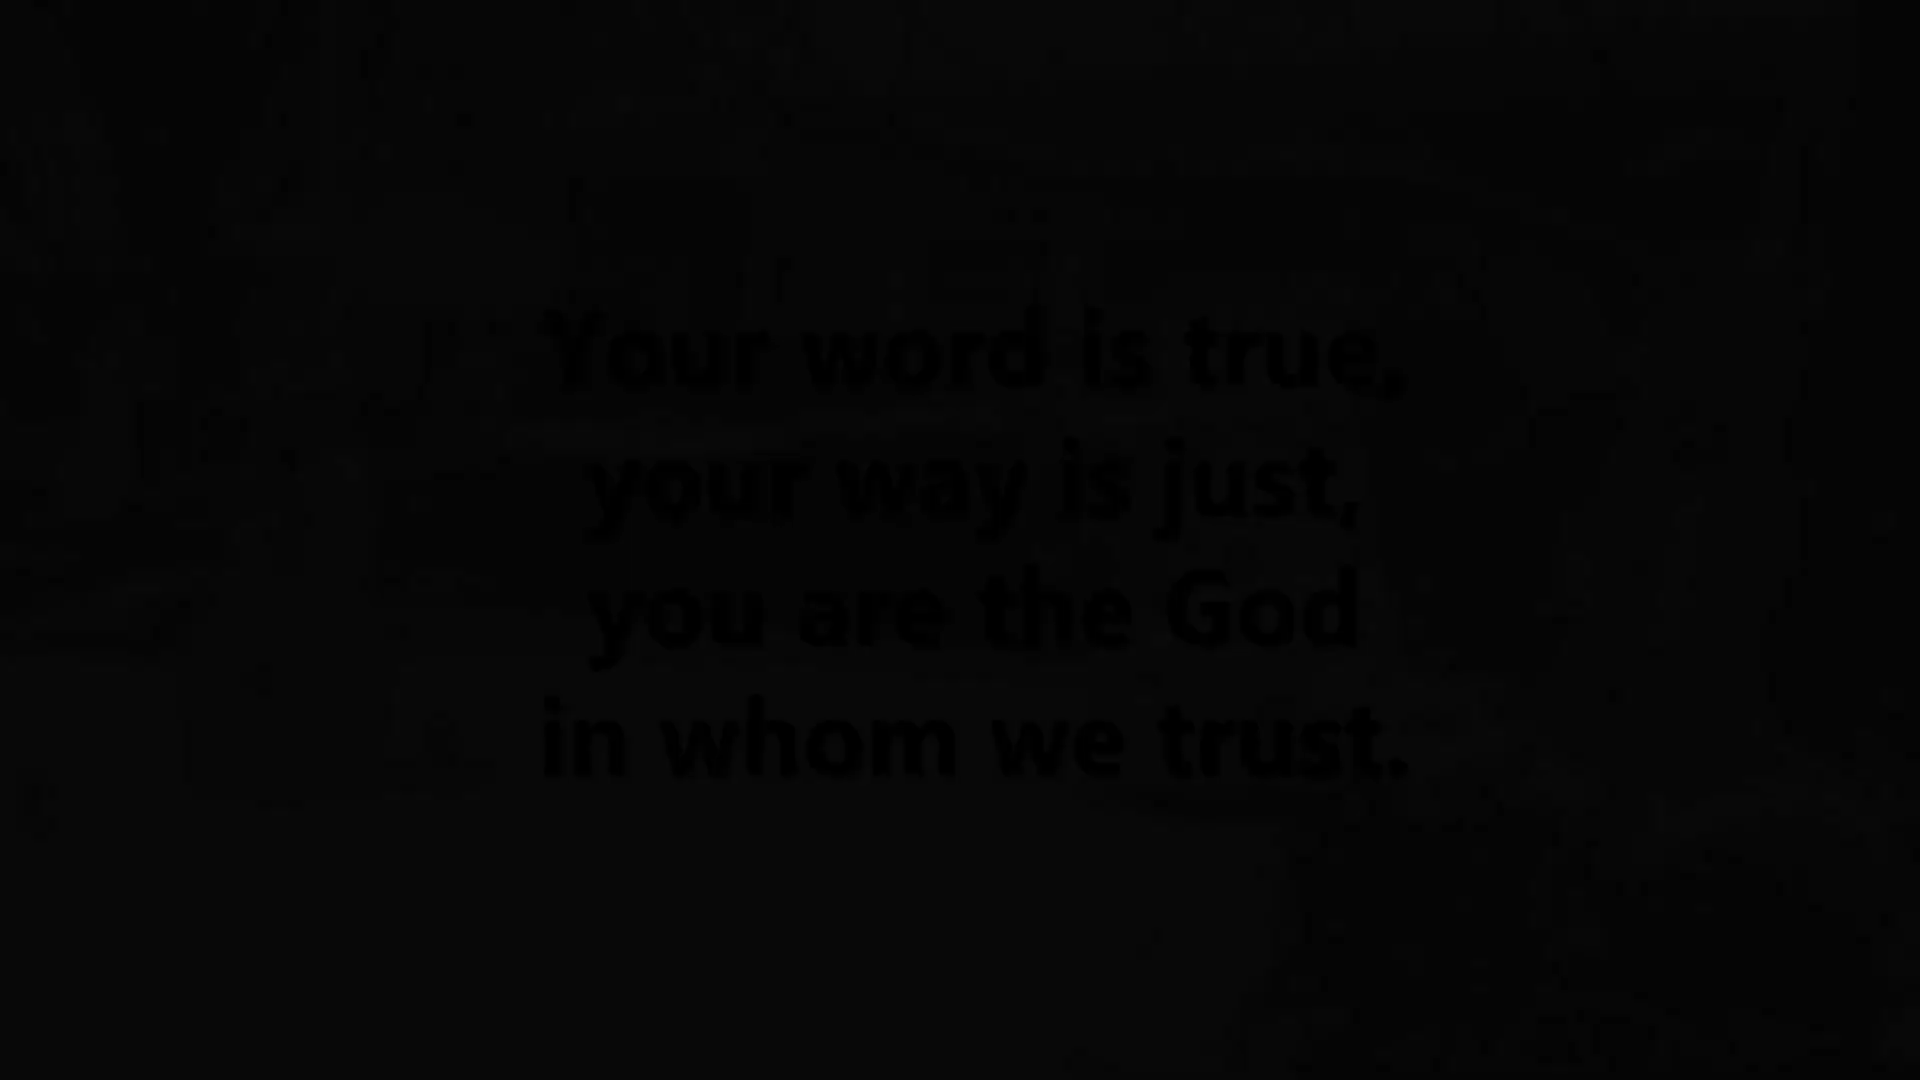 Your word is true,
your way is just,
you are the God
in whom we trust.